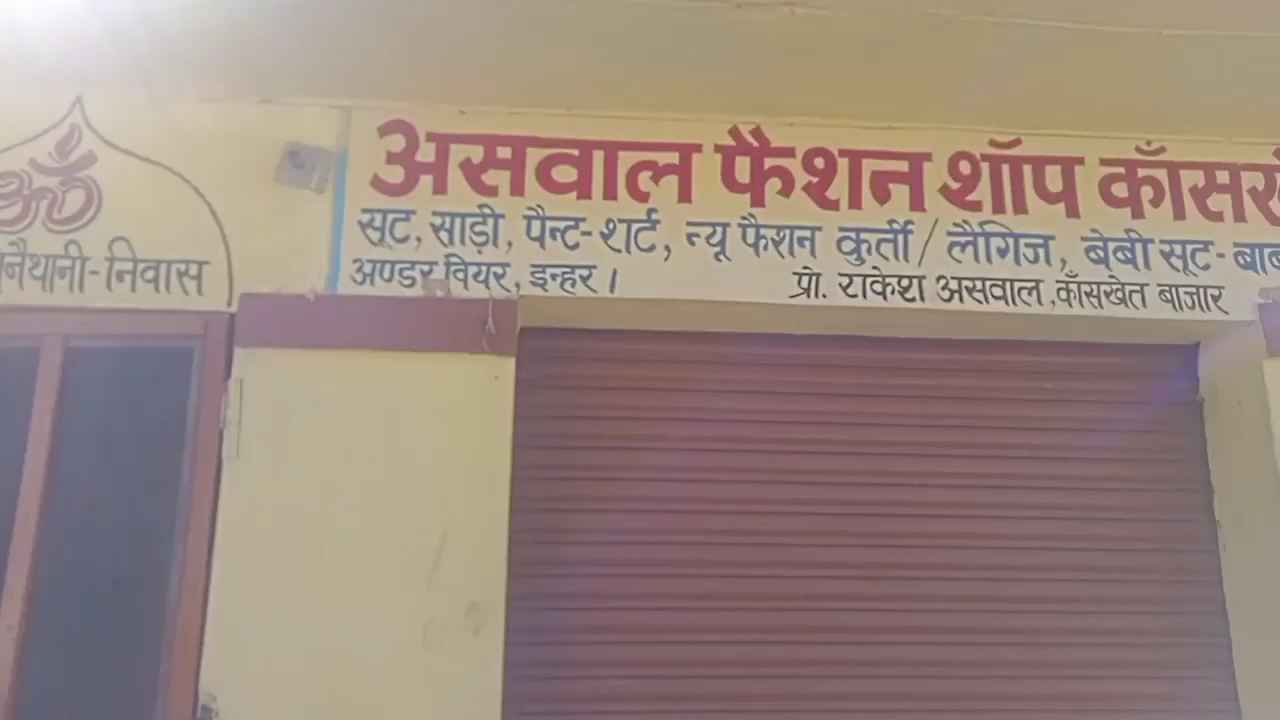 ॐ
नैथानी-निवास
असवाल फैशन शॉप
सूट, साड़ी, पैन्ट-शर्ट, न्यू फैशन कुर्ती / लैगिज, बेबी सूट-
अण्डर वियर, इन्हर ।
प्रो. राकेश असवाल, काँसखेत बाजार